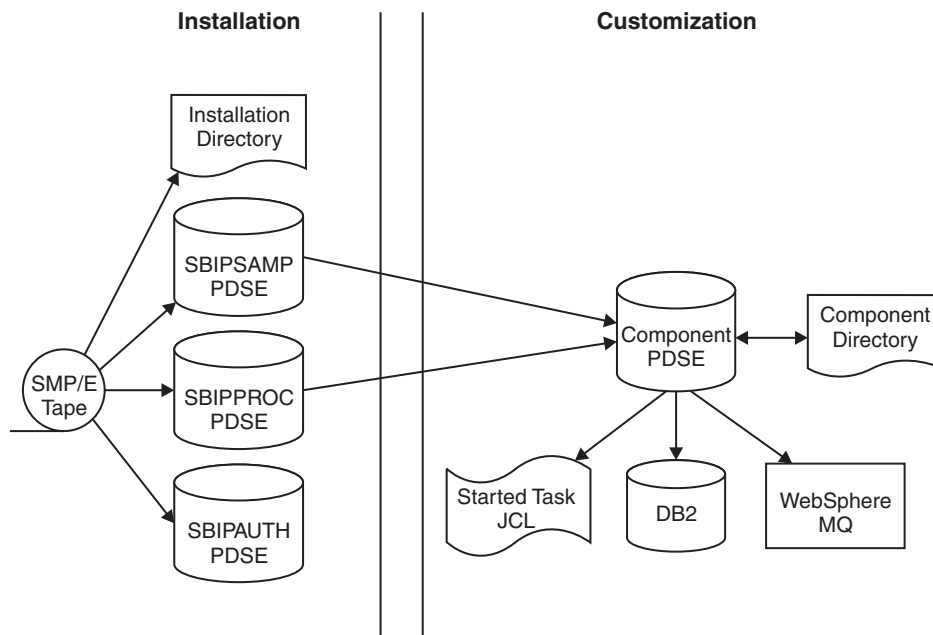 Installation
Customization
Installation
Directory
SBIPSAMP
PDSE
SMP/E
Tape
SBIPPROC
PDSE
SBIPAUTH
PDSE
Component
PDSE
Component
Directory
Started Task
JCL
DB2
WebSphere
MQ